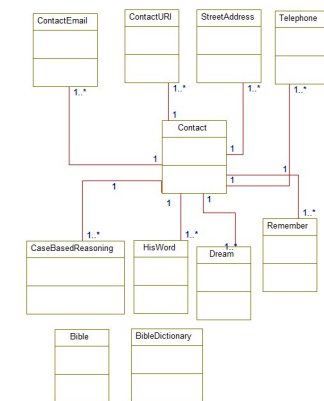 ContactEmail
ContactURI
StreetAddress
Telephone
1..*
1..*
1..*
1..*
1
Contact
1
1
1
1
1
1
1
1..*
1..*
1..*
1..*
CaseBasedReasoning
HisWord
Dream
Remember
Bible
BibleDictionary